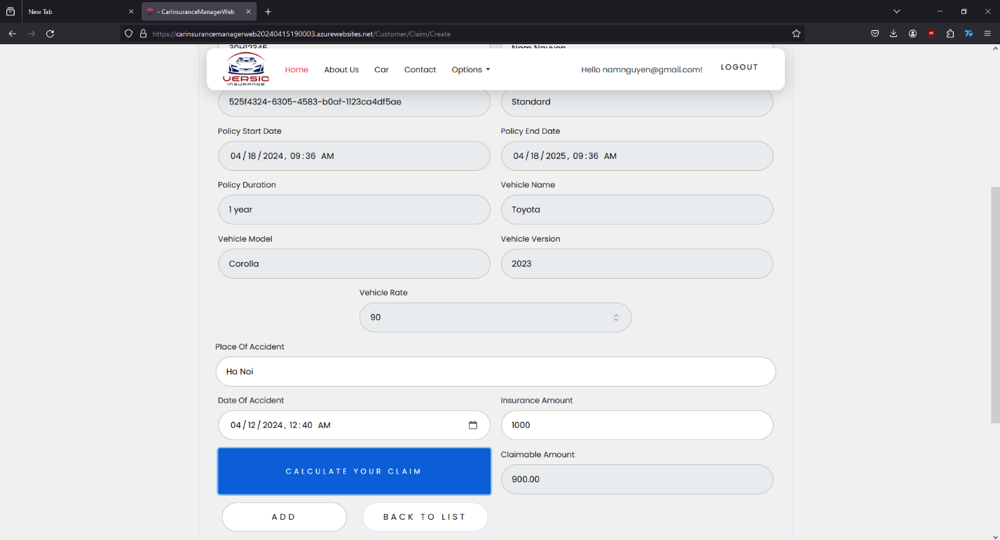 New Tab
- CarInsuranceManagerWeb
https://carinsurancemanagerweb20240415190003.azurewebsites.net/Customer/Claim/Create
30H12345
Nam Nguyen
VERSIC
INSURANCE
Home
About Us
Car
Contact
Options
Hello namnguyen@gmail.com!
LOGOUT
525f4324-6305-4583-b0af-1123ca4df5ae
Standard
Policy Start Date
Policy End Date
04/18/2024, 09:36 AM
04/18/2025, 09:36 AM
Policy Duration
Vehicle Name
1 year
Toyota
Vehicle Model
Vehicle Version
Corolla
2023
Vehicle Rate
90
Place Of Accident
Ha Noi
Date Of Accident
Insurance Amount
04/12/2024, 12:40 AM
1000
CALCULATE YOUR CLAIM
Claimable Amount
900.00
ADD
BACK TO LIST